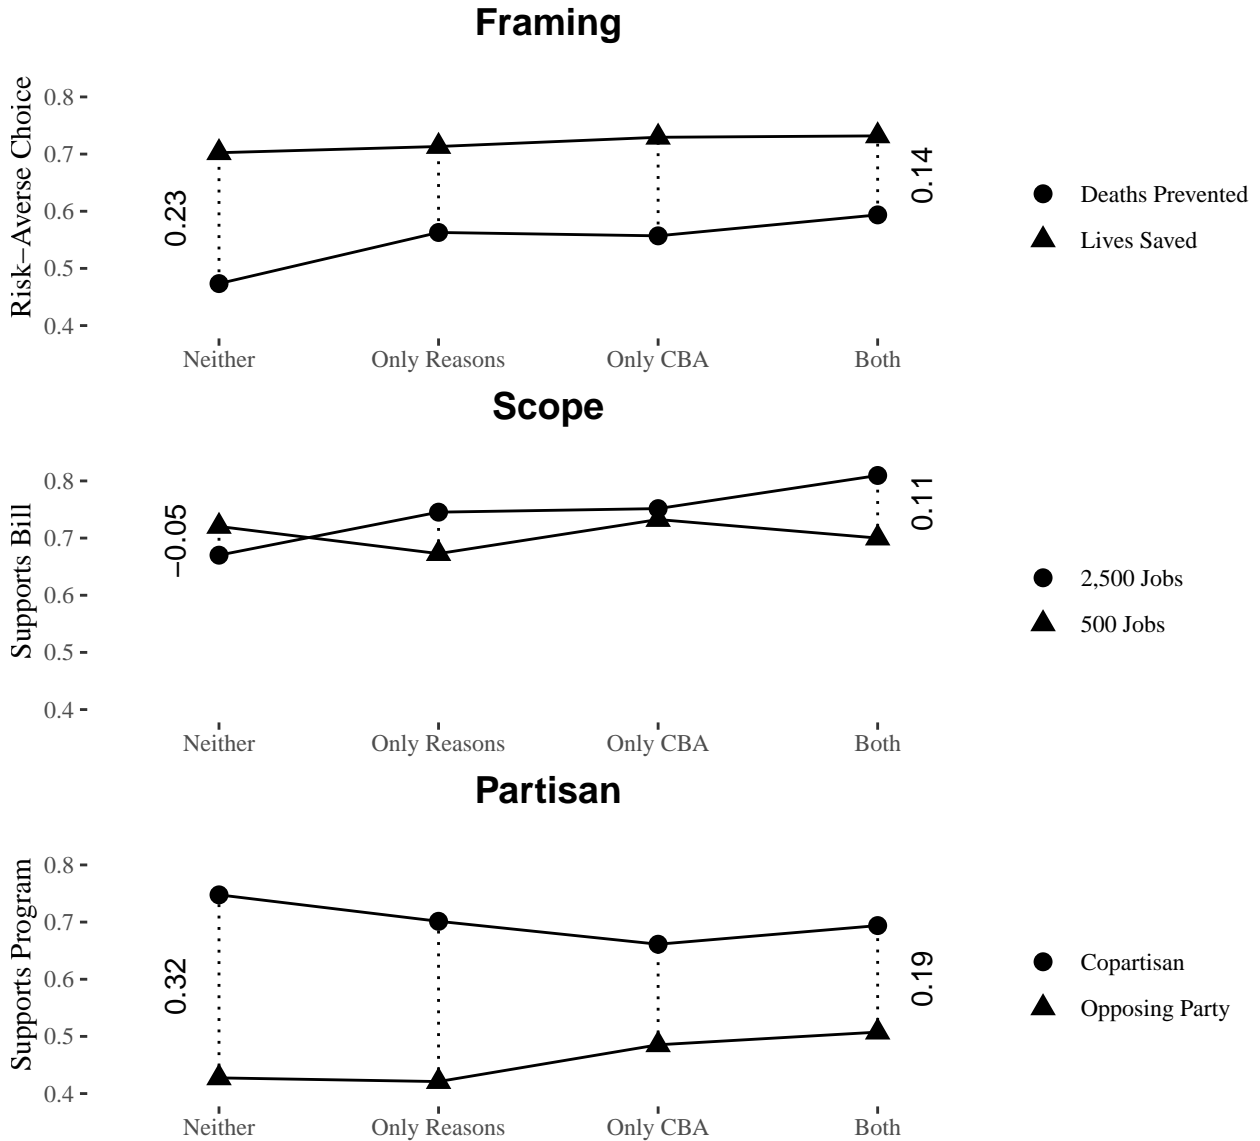 Framing
Risk−Averse Choice
0.8
0.7
0.6
0.5
0.4
0.23
0.14
Neither
Only Reasons
Only CBA
Both
Deaths Prevented
Lives Saved
Scope
Supports Bill
0.8
0.7
0.6
0.5
0.4
−0.05
0.11
Neither
Only Reasons
Only CBA
Both
2,500 Jobs
500 Jobs
Partisan
Supports Program
0.8
0.7
0.6
0.5
0.4
0.32
0.19
Neither
Only Reasons
Only CBA
Both
Copartisan
Opposing Party